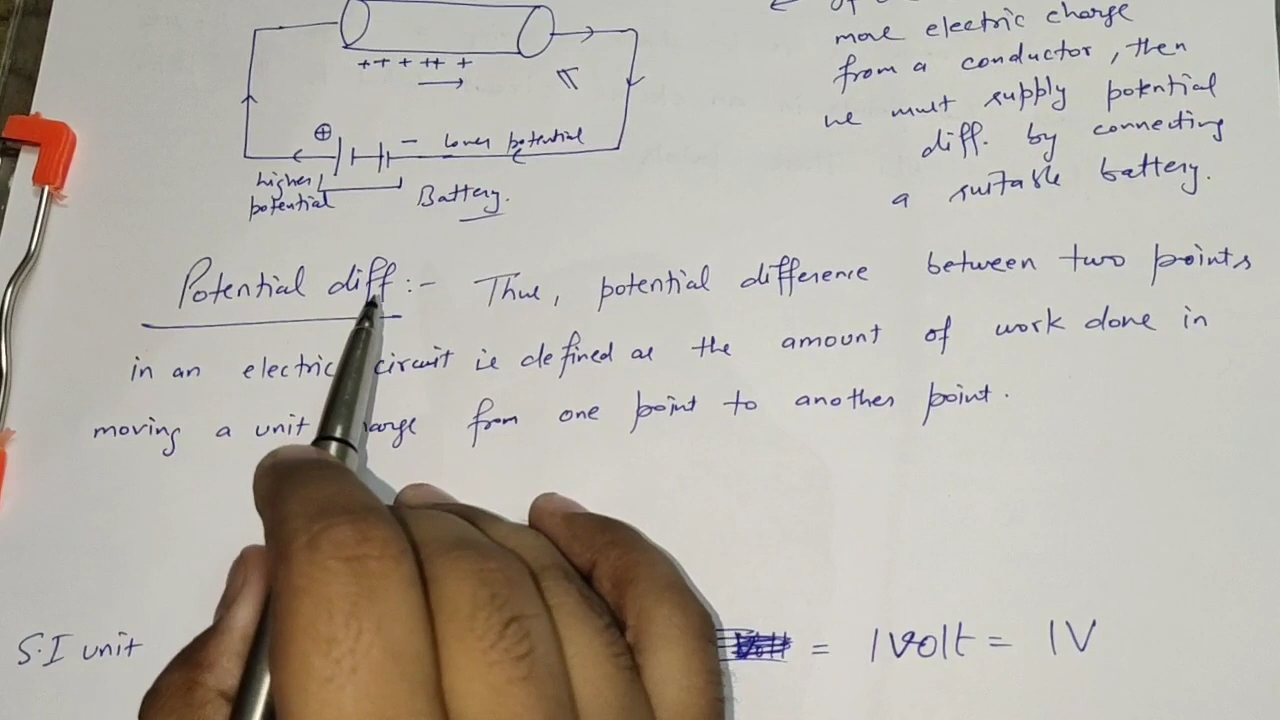 more electric charge
from a conductor, then
we must supply potential
diff. by connecting
a suitable battery.
+ + + + + +
⊕
− Lower potential
higher
potential
Battery.
Potential diff:- Thus, potential difference between two points
in an electric circuit is defined as the amount of work done in
moving a unit from one point to another point.
S.I unit = 1 Volt = 1V